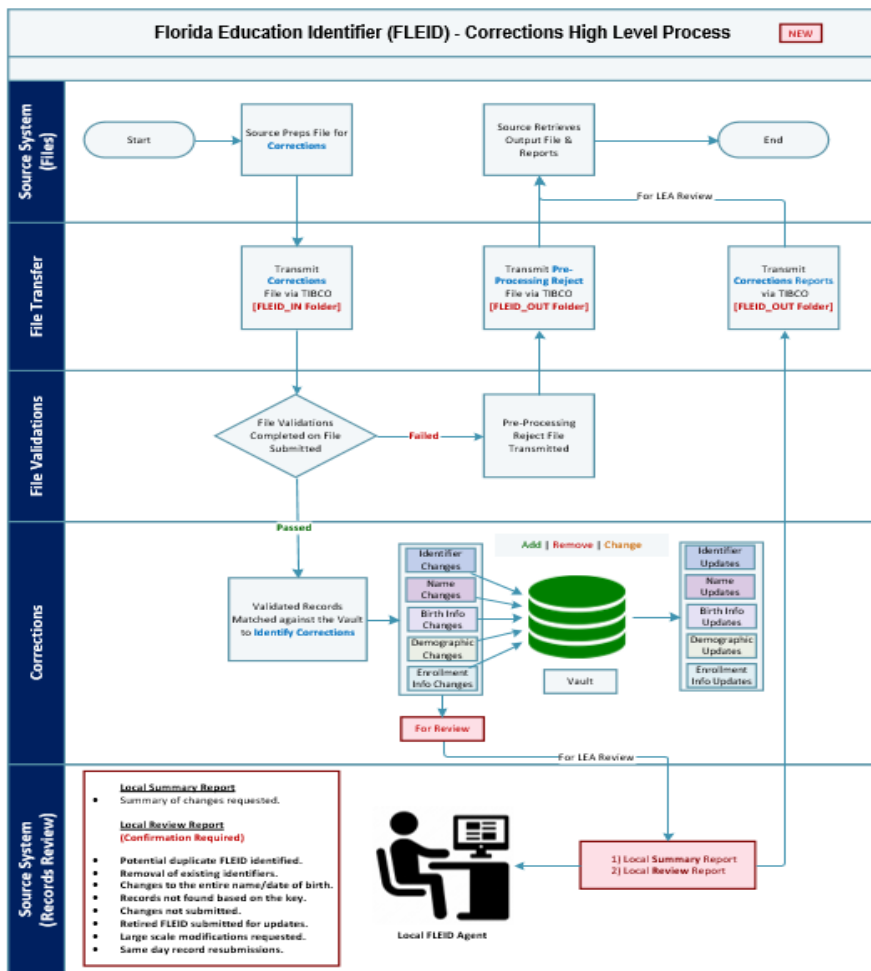 Florida Education Identifier (FLEID) - Corrections High Level Process
NEW
Source System
(Files)
Start
Source Preps File for
Corrections
Source Retrieves
Output File &
Reports
End
For LEA Review
File Transfer
Transmit
Corrections
File via TIBCO
[FLEID_IN Folder]
Transmit Pre-
Processing Reject
File via TIBCO
[FLEID_OUT Folder]
Transmit
Corrections Reports
via TIBCO
[FLEID_OUT Folder]
File Validations
File Validations
Completed on File
Submitted
Failed
Pre-Processing
Reject File
Transmitted
Passed
Corrections
Validated Records
Matched against the Vault
to Identify Corrections
Identifier
Changes
Name
Changes
Birth Info
Changes
Demographic
Changes
Enrollment
Info Changes
Add | Remove | Change
Vault
Identifier
Updates
Name
Updates
Birth Info
Updates
Demographic
Updates
Enrollment
Info Updates
For Review
For LEA Review
Source System
(Records Review)
Local Summary Report
• Summary of changes requested.
Local Review Report
(Confirmation Required)
• Potential duplicate FLEID identified.
• Removal of existing identifiers.
• Changes to the entire name/date of birth.
• Records not found based on the key.
• Changes not submitted.
• Retired FLEID submitted for updates.
• Large scale modifications requested.
• Same day record resubmissions.
Local FLEID Agent
1) Local Summary Report
2) Local Review Report